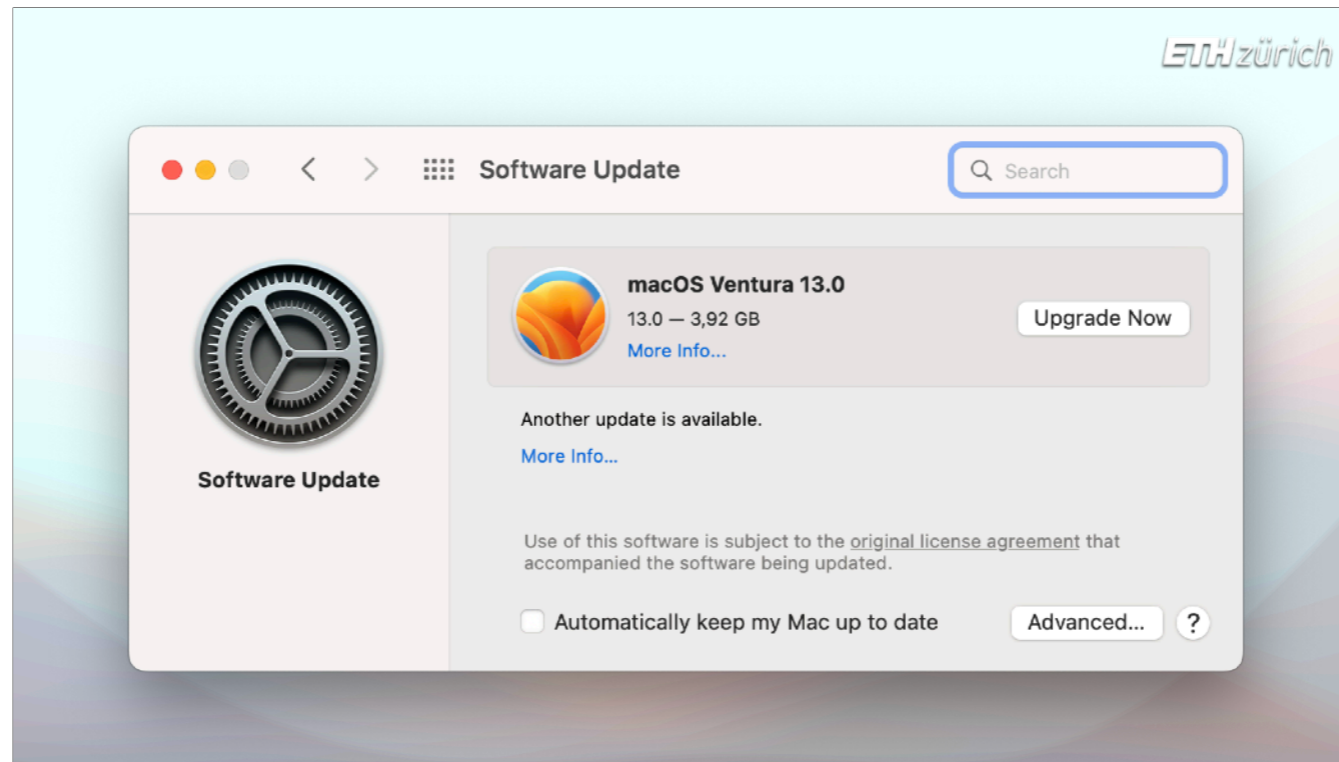 ETH zürich
Software Update
Search
macOS Ventura 13.0
13.0 — 3,92 GB
More Info...
Upgrade Now
Software Update
Another update is available.
More Info...
Use of this software is subject to the original license agreement that
accompanied the software being updated.
Automatically keep my Mac up to date
Advanced...
?